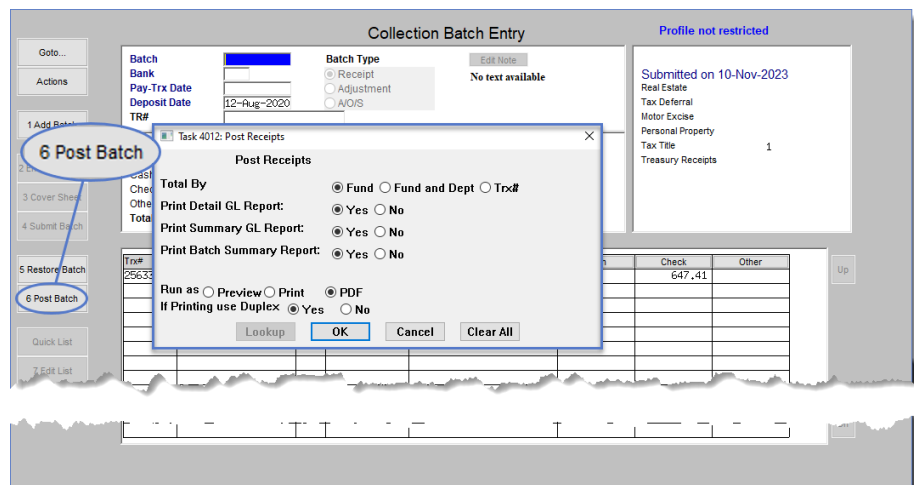 Collection Batch Entry
Profile not restricted
Goto...
Actions
1 Add Batch
3 Cover Sheet
4 Submit Batch
5 Restore Batch
6 Post Batch
Quick List
7 Edit List
6 Post Batch
Batch
Bank
Pay-Trx Date
Deposit Date 12-Aug-2020
TR#
Batch Type
Receipt
Adjustment
A/O/S
Edit Note
No text available
Submitted on 10-Nov-2023
Real Estate
Tax Deferral
Motor Excise
Personal Property
Tax Title 1
Treasury Receipts
Task 4012: Post Receipts
Post Receipts
Total By Fund Fund and Dept Trx#
Print Detail GL Report: Yes No
Print Summary GL Report: Yes No
Print Batch Summary Report: Yes No
Run as Preview Print PDF
If Printing use Duplex Yes No
Lookup OK Cancel Clear All
Trx# Check Other
647.41
Up